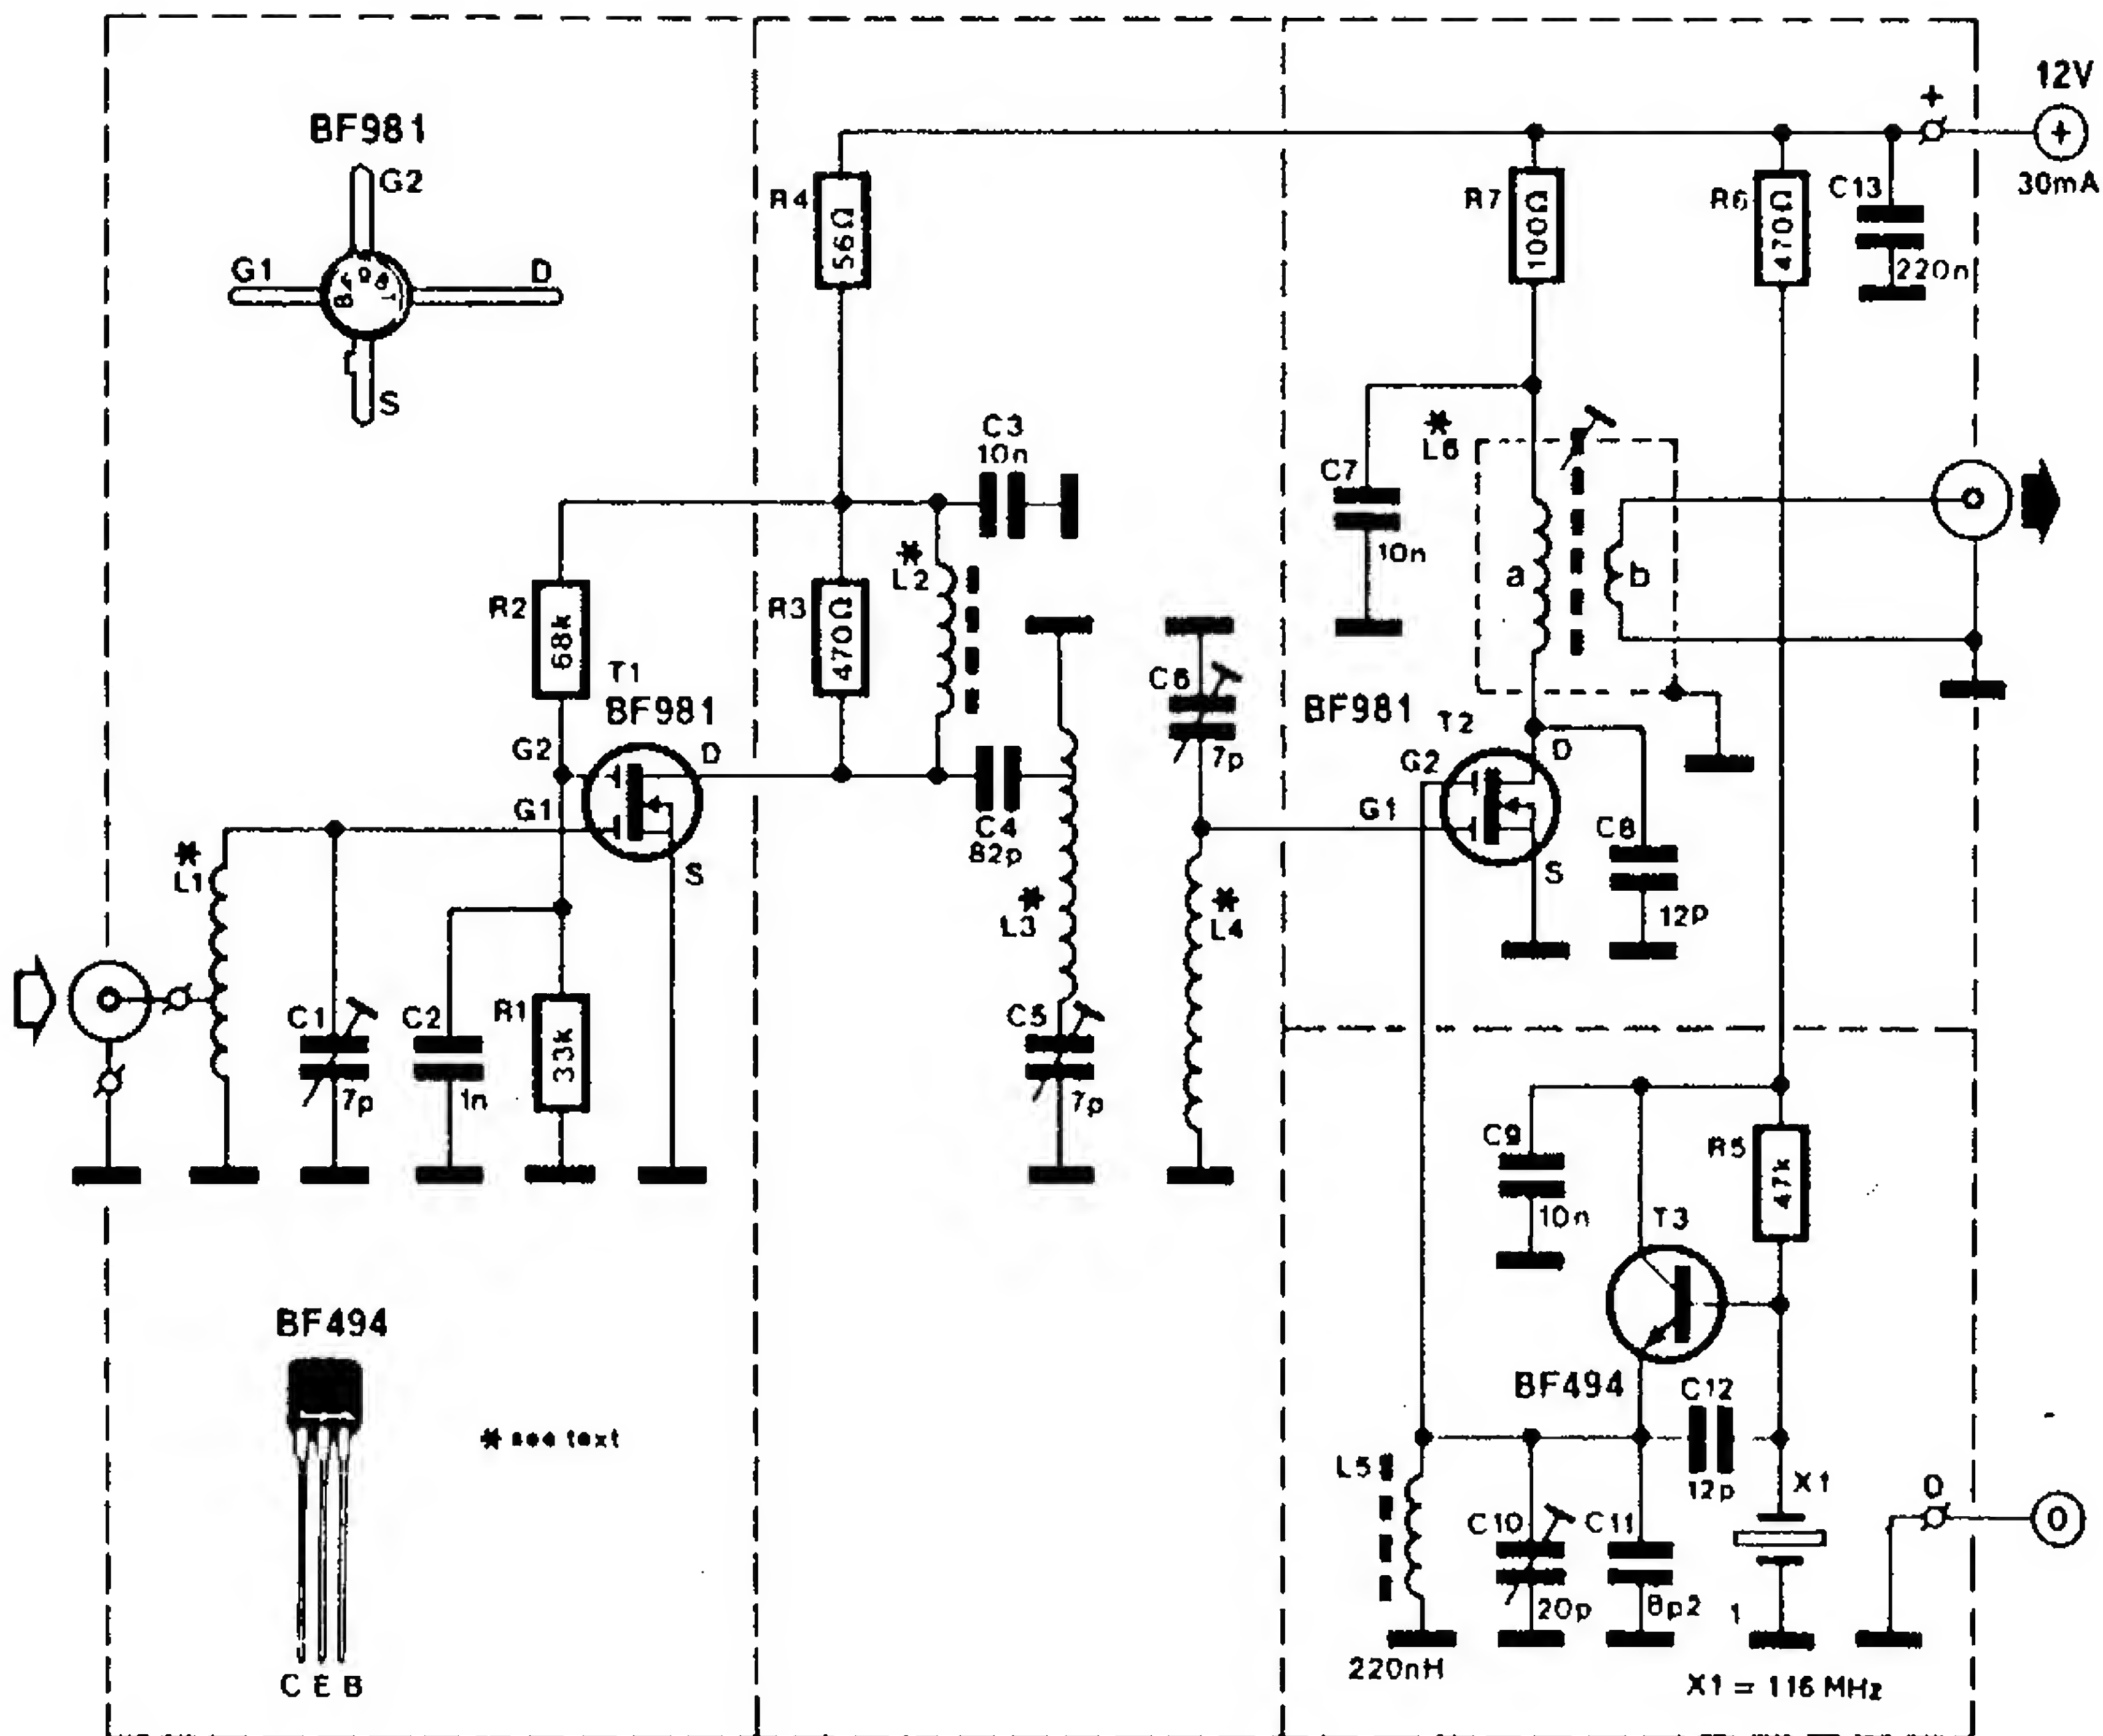 BF981
G2
G1
D
S
12V
+
+
30mA
R4
56Ω
R7
100Ω
R6
470Ω
C13
220n
C3
10n
* L6
C7
10n
a
b
R2
68k
R3
470Ω
* L2
T1
BF981
G2
D
G1
S
C4
82p
C6
7p
BF981
T2
G2
D
G1
S
C8
12p
* L1
* L3
* L4
C1
7p
C2
1n
R1
33k
C5
7p
C9
10n
R5
47k
T3
BF494
BF494
C12
12p
* see text
L5
C10
20p
C11
8p2
X1
1
0
0
C E B
220nH
X1 = 116 MHz